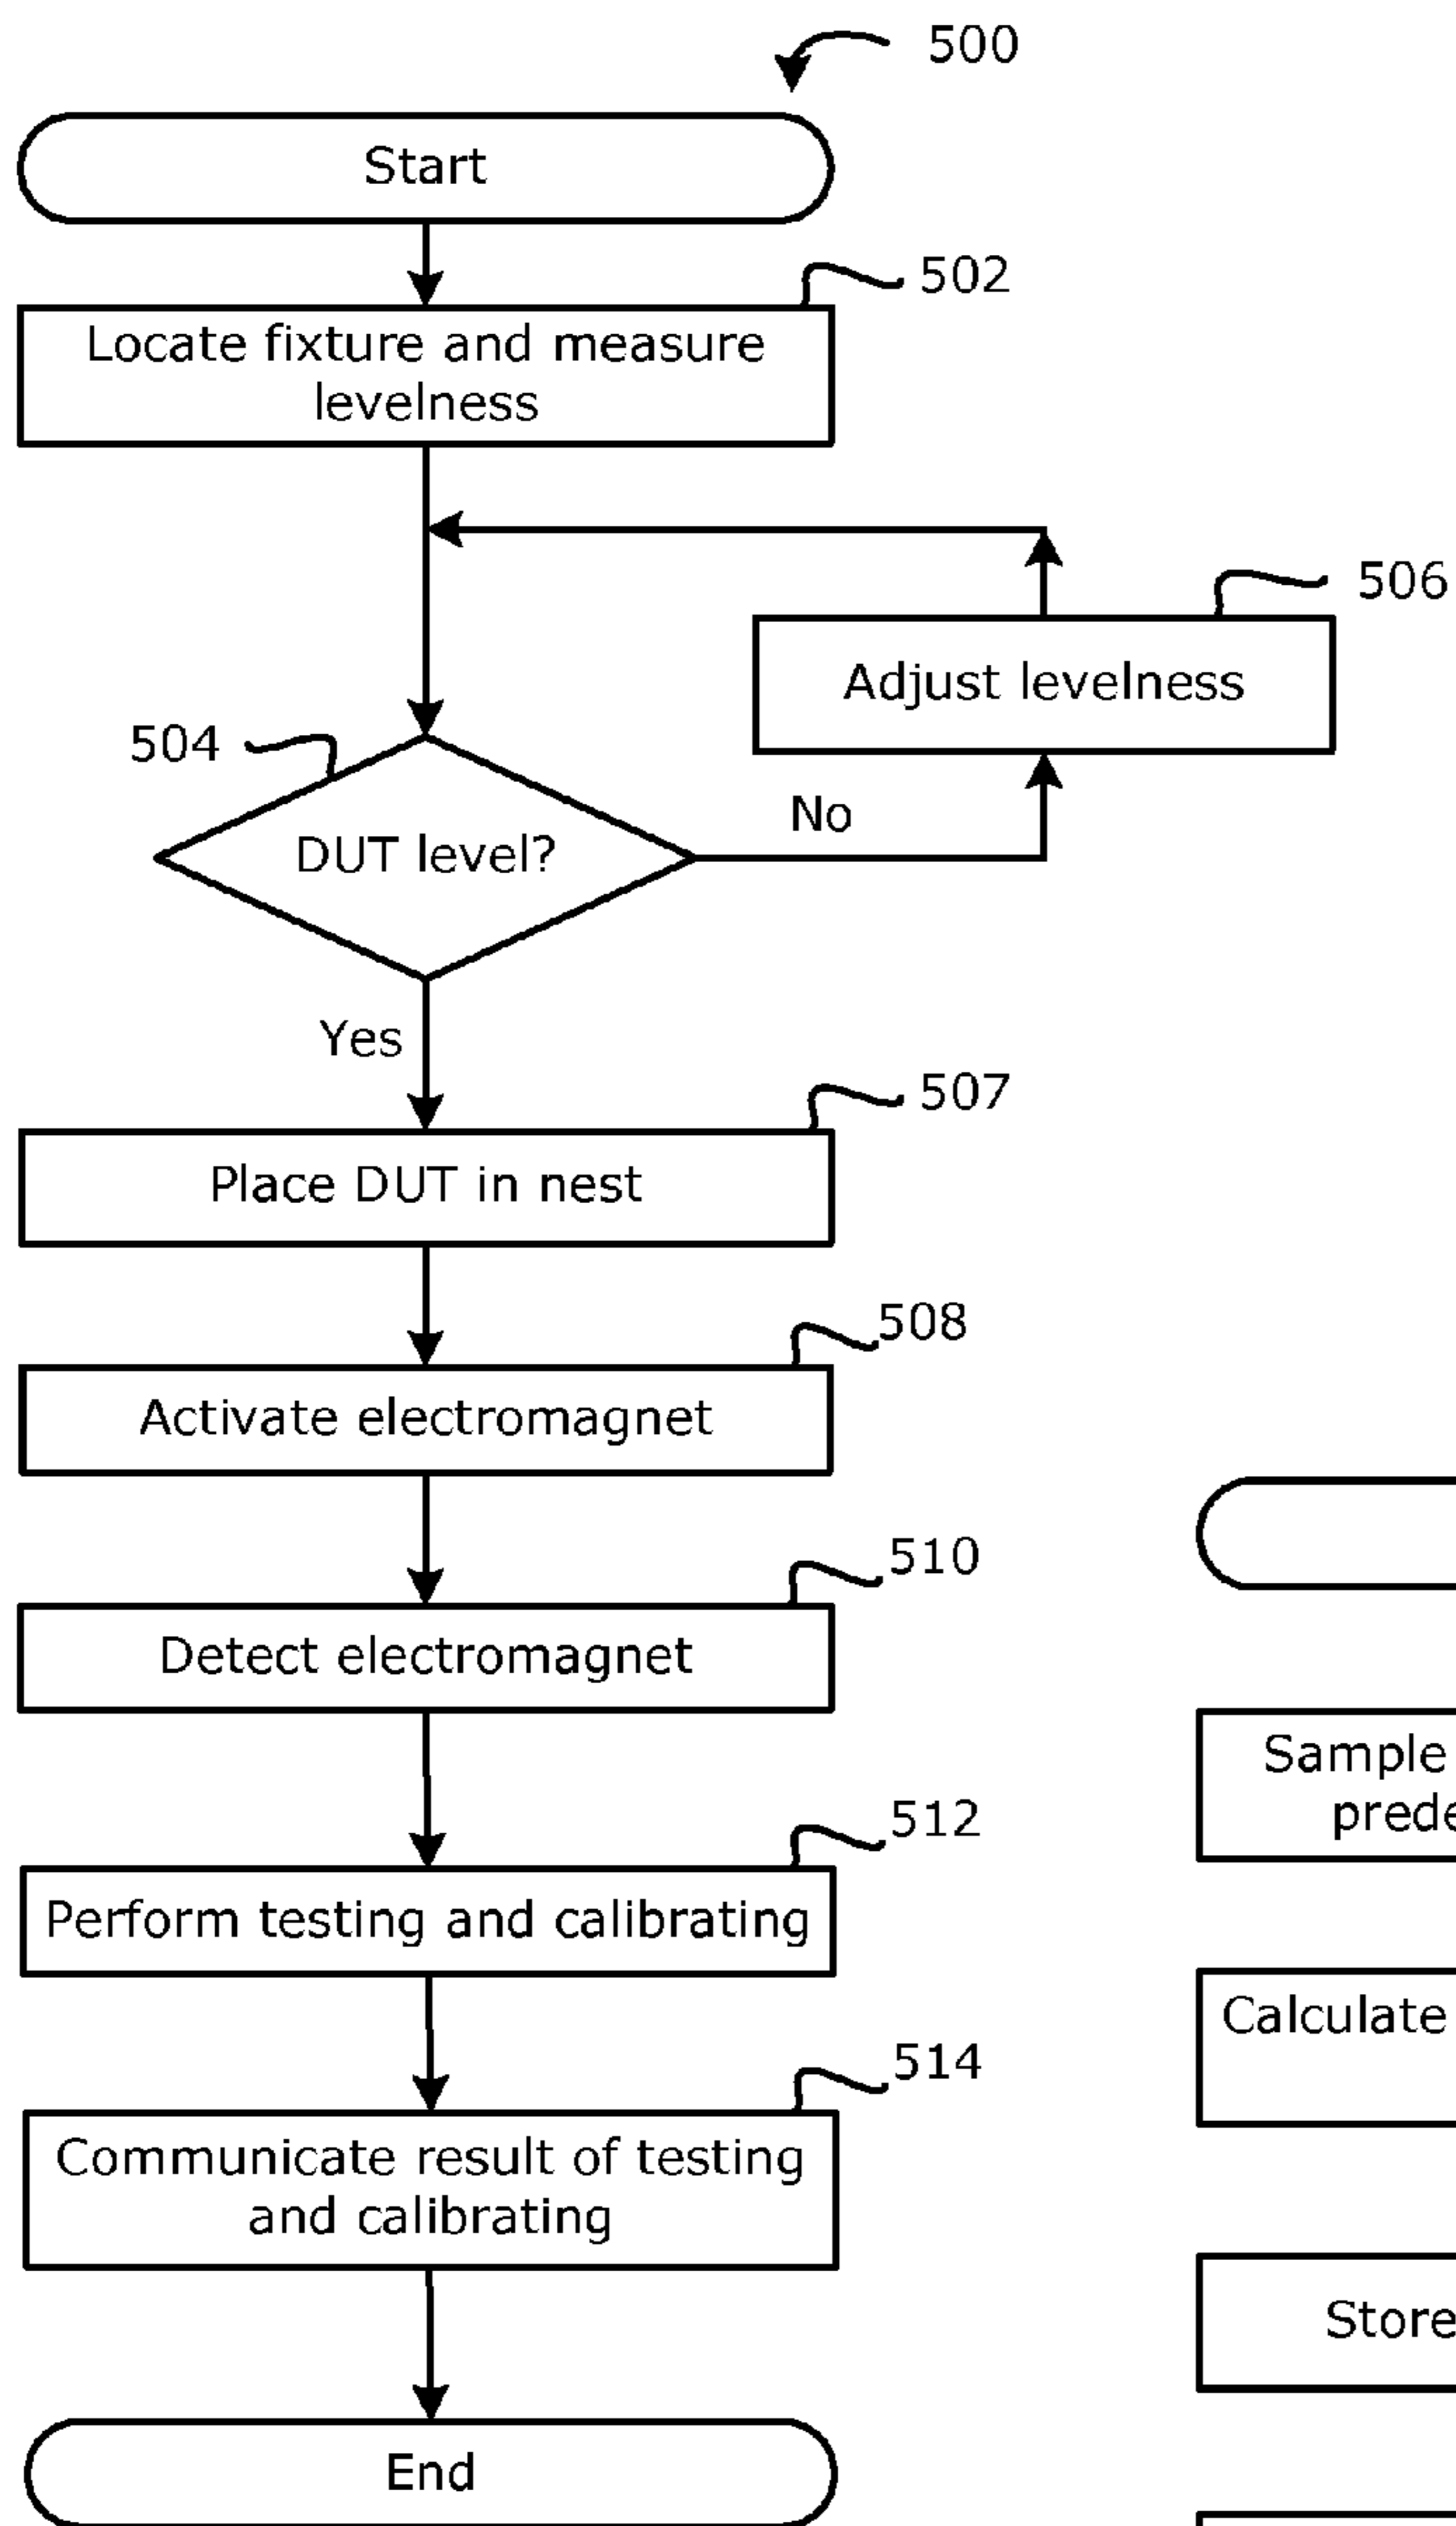 500
Start
502
Locate fixture and measure
levelness
506
Adjust levelness
504
DUT level?
No
Yes
507
Place DUT in nest
508
Activate electromagnet
510
Detect electromagnet
512
Perform testing and calibrating
514
Communicate result of testing
and calibrating
End
Sample
Calculate
Store